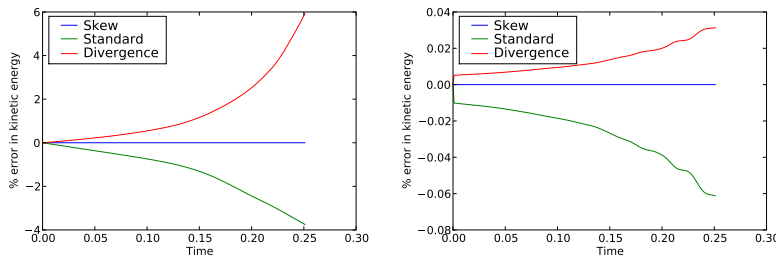 6
4
2
0
−2
−4
% error in kinetic energy
Skew
Standard
Divergence
0.00 0.05 0.10 0.15 0.20 0.25 0.30
Time
0.04
0.02
0.00
−0.02
−0.04
−0.06
−0.08
% error in kinetic energy
Skew
Standard
Divergence
0.00 0.05 0.10 0.15 0.20 0.25 0.30
Time